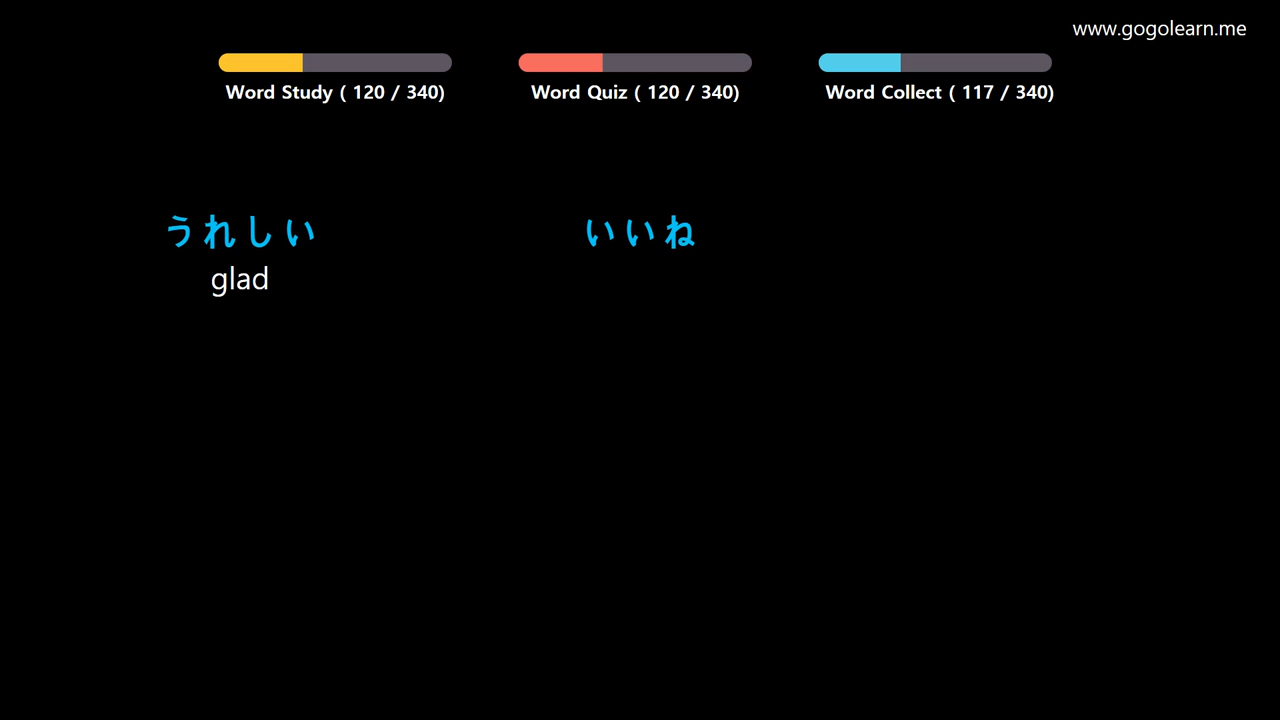 www.gogolearn.me
Word Study ( 120 / 340)
Word Quiz ( 120 / 340)
Word Collect ( 117 / 340)
うれしい
glad
いいね